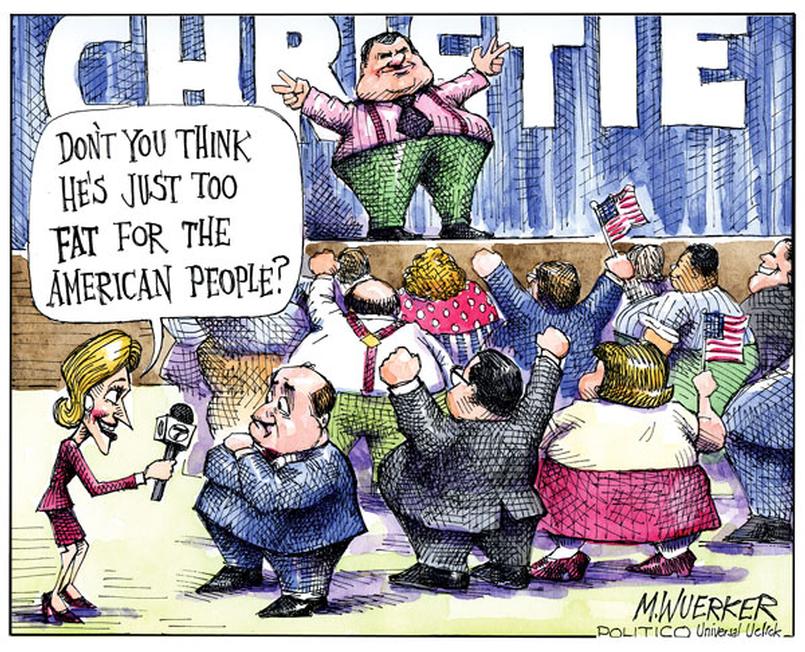 CHRISTIE
DON'T YOU THINK
HE'S JUST TOO
FAT FOR THE
AMERICAN PEOPLE?
7
M.WUERKER
POLITICO Universal Uclick